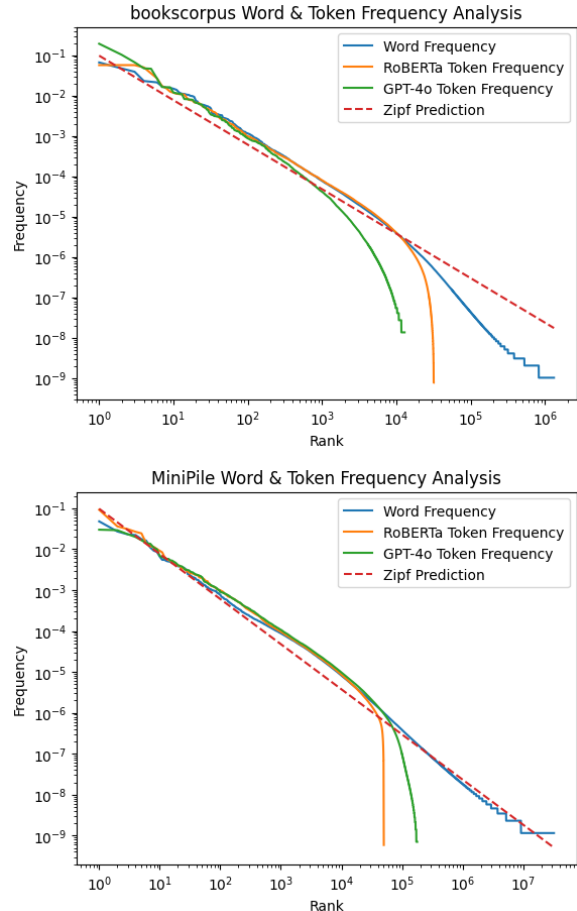 bookscorpus Word & Token Frequency Analysis
10⁻¹
10⁻²
10⁻³
10⁻⁴
10⁻⁵
10⁻⁶
10⁻⁷
10⁻⁸
10⁻⁹
Frequency
Word Frequency
RoBERTa Token Frequency
GPT-4o Token Frequency
Zipf Prediction
10⁰ 10¹ 10² 10³ 10⁴ 10⁵ 10⁶
Rank
MiniPile Word & Token Frequency Analysis
10⁻¹
10⁻²
10⁻³
10⁻⁴
10⁻⁵
10⁻⁶
10⁻⁷
10⁻⁸
10⁻⁹
Frequency
Word Frequency
RoBERTa Token Frequency
GPT-4o Token Frequency
Zipf Prediction
10⁰ 10¹ 10² 10³ 10⁴ 10⁵ 10⁶ 10⁷
Rank